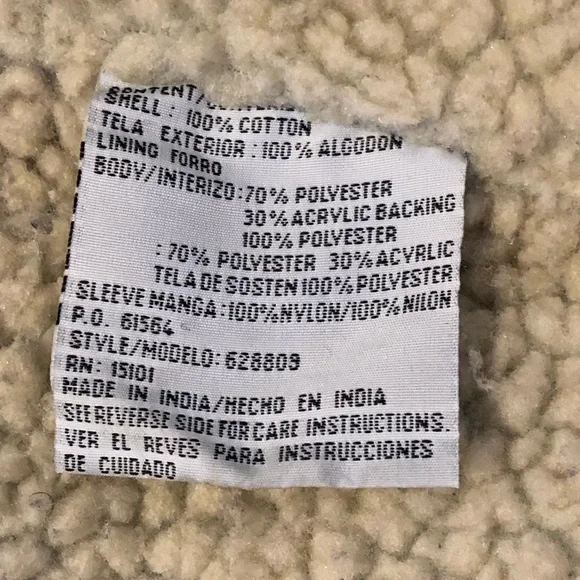 CONTENT/
SHELL : 100% COTTON
TELA EXTERIOR : 100% ALGODON
LINING FORRO
BODY/INTERIZO:70% POLYESTER
30% ACRYLIC BACKING
100% POLYESTER
: 70% POLYESTER 30% ACVRLIC
TELA DE SOSTEN 100% POLYESTER
SLEEVE MANGA : 100%NYLON/100%NILON
P.O. 61564
STYLE/MODELO: 628809
RN: 15101
MADE IN INDIA/HECHO EN INDIA
SEE REVERSE SIDE FOR CARE INSTRUCTIONS.
VER EL REVES PARA INSTRUCCIONES
DE CUIDADO